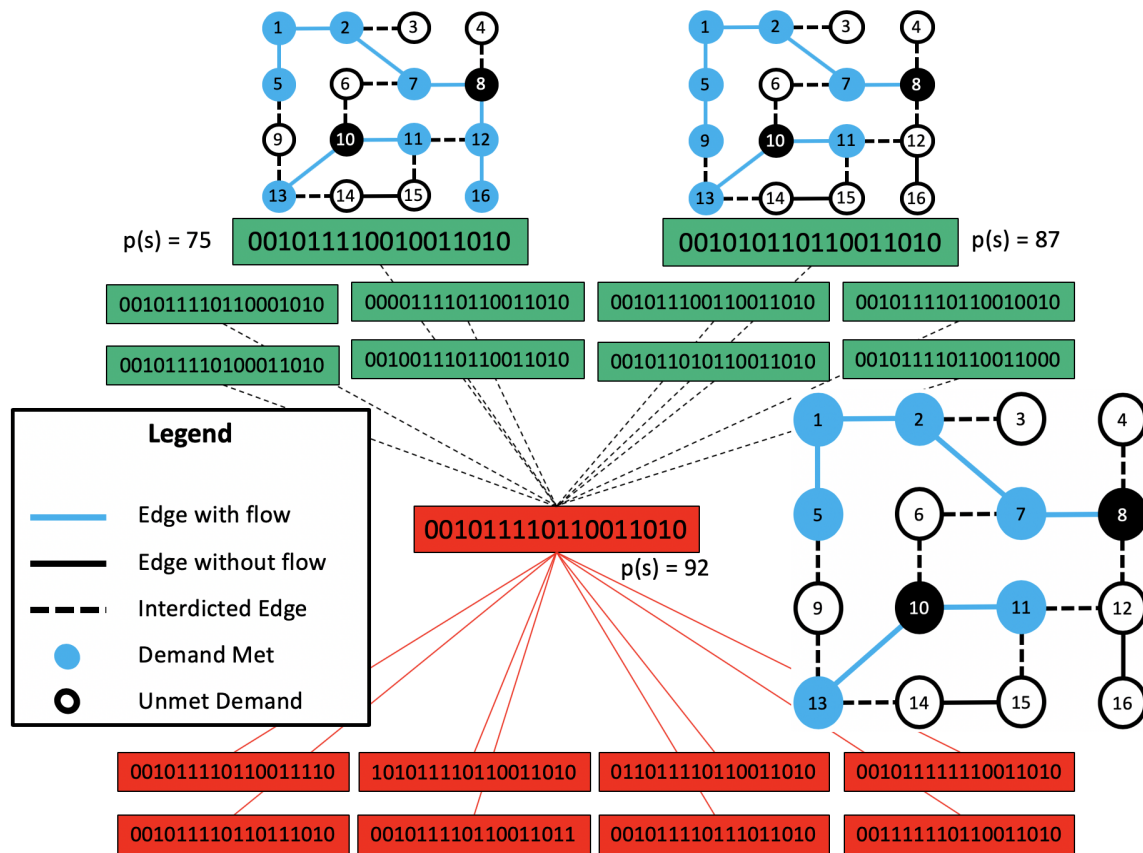 1 2 3 4
5 6 7 8
9 10 11 12
13 14 15 16
1 2 3 4
5 6 7 8
9 10 11 12
13 14 15 16
p(s) = 75
001011110010011010
001010110110011010
p(s) = 87
001011110110001010
000011110110011010
001011100110011010
001011110110010010
001011110100011010
001001110110011010
001011010110011010
001011110110011000
Legend
Edge with flow
Edge without flow
Interdicted Edge
Demand Met
Unmet Demand
001011110110011010
p(s) = 92
1 2 3 4
5 6 7 8
9 10 11 12
13 14 15 16
001011110110011110
101011110110011010
011011110110011010
001011111110011010
001011110110111010
001011110110011011
001011110111011010
001111110110011010